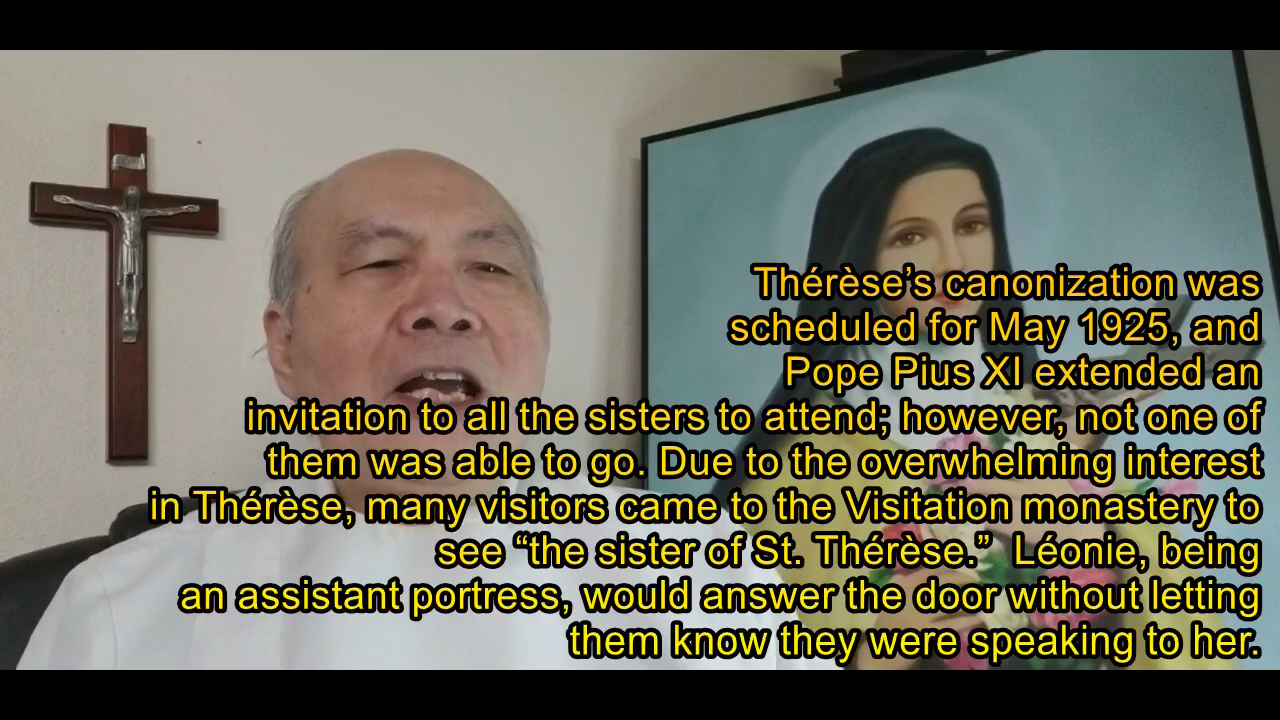 Thérèse’s canonization was
scheduled for May 1925, and
Pope Pius XI extended an
invitation to all the sisters to attend; however, not one of
them was able to go. Due to the overwhelming interest
in Thérèse, many visitors came to the Visitation monastery to
see “the sister of St. Thérèse.”  Léonie, being
an assistant portress, would answer the door without letting
them know they were speaking to her.